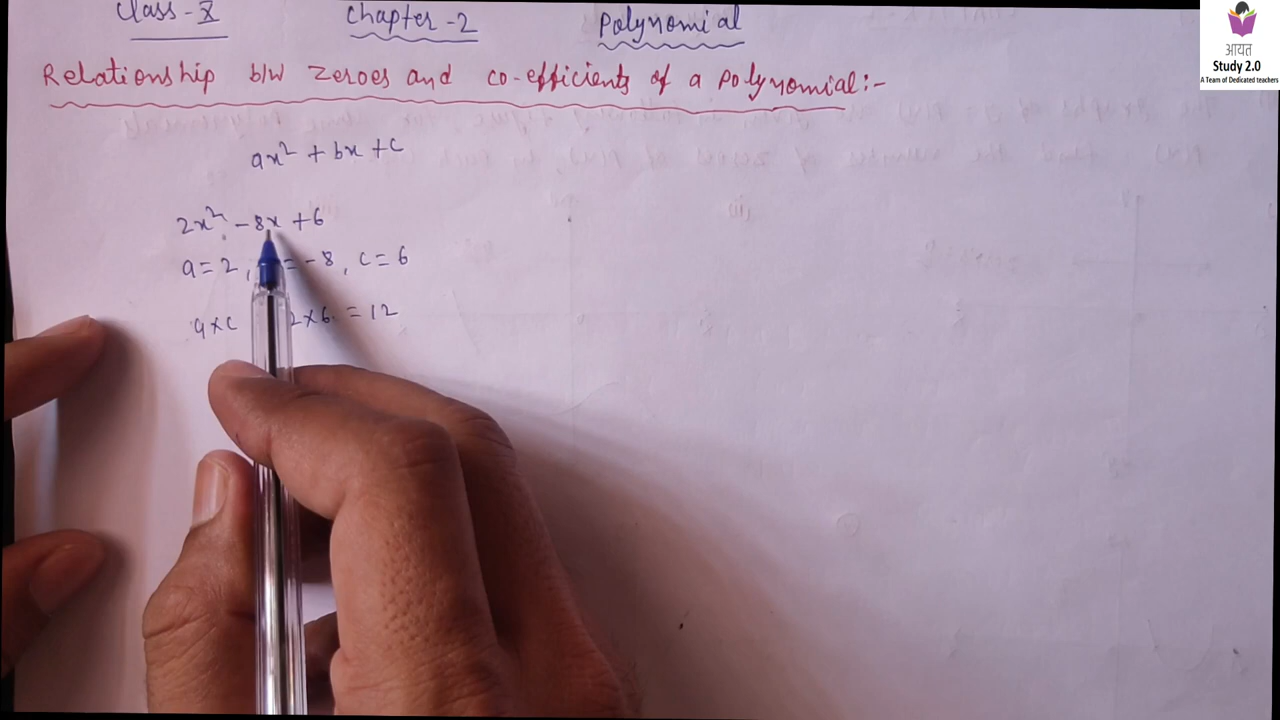 Class-X Chapter-2 Polynomial
Relationship b/w Zeroes and co-efficients of a Polynomial:-
ax² + bx + c
2x² - 8x + 6
a = 2, = -8, c = 6
a×c 2×6 = 12
आयत
Study 2.0
A Team of Dedicated teachers